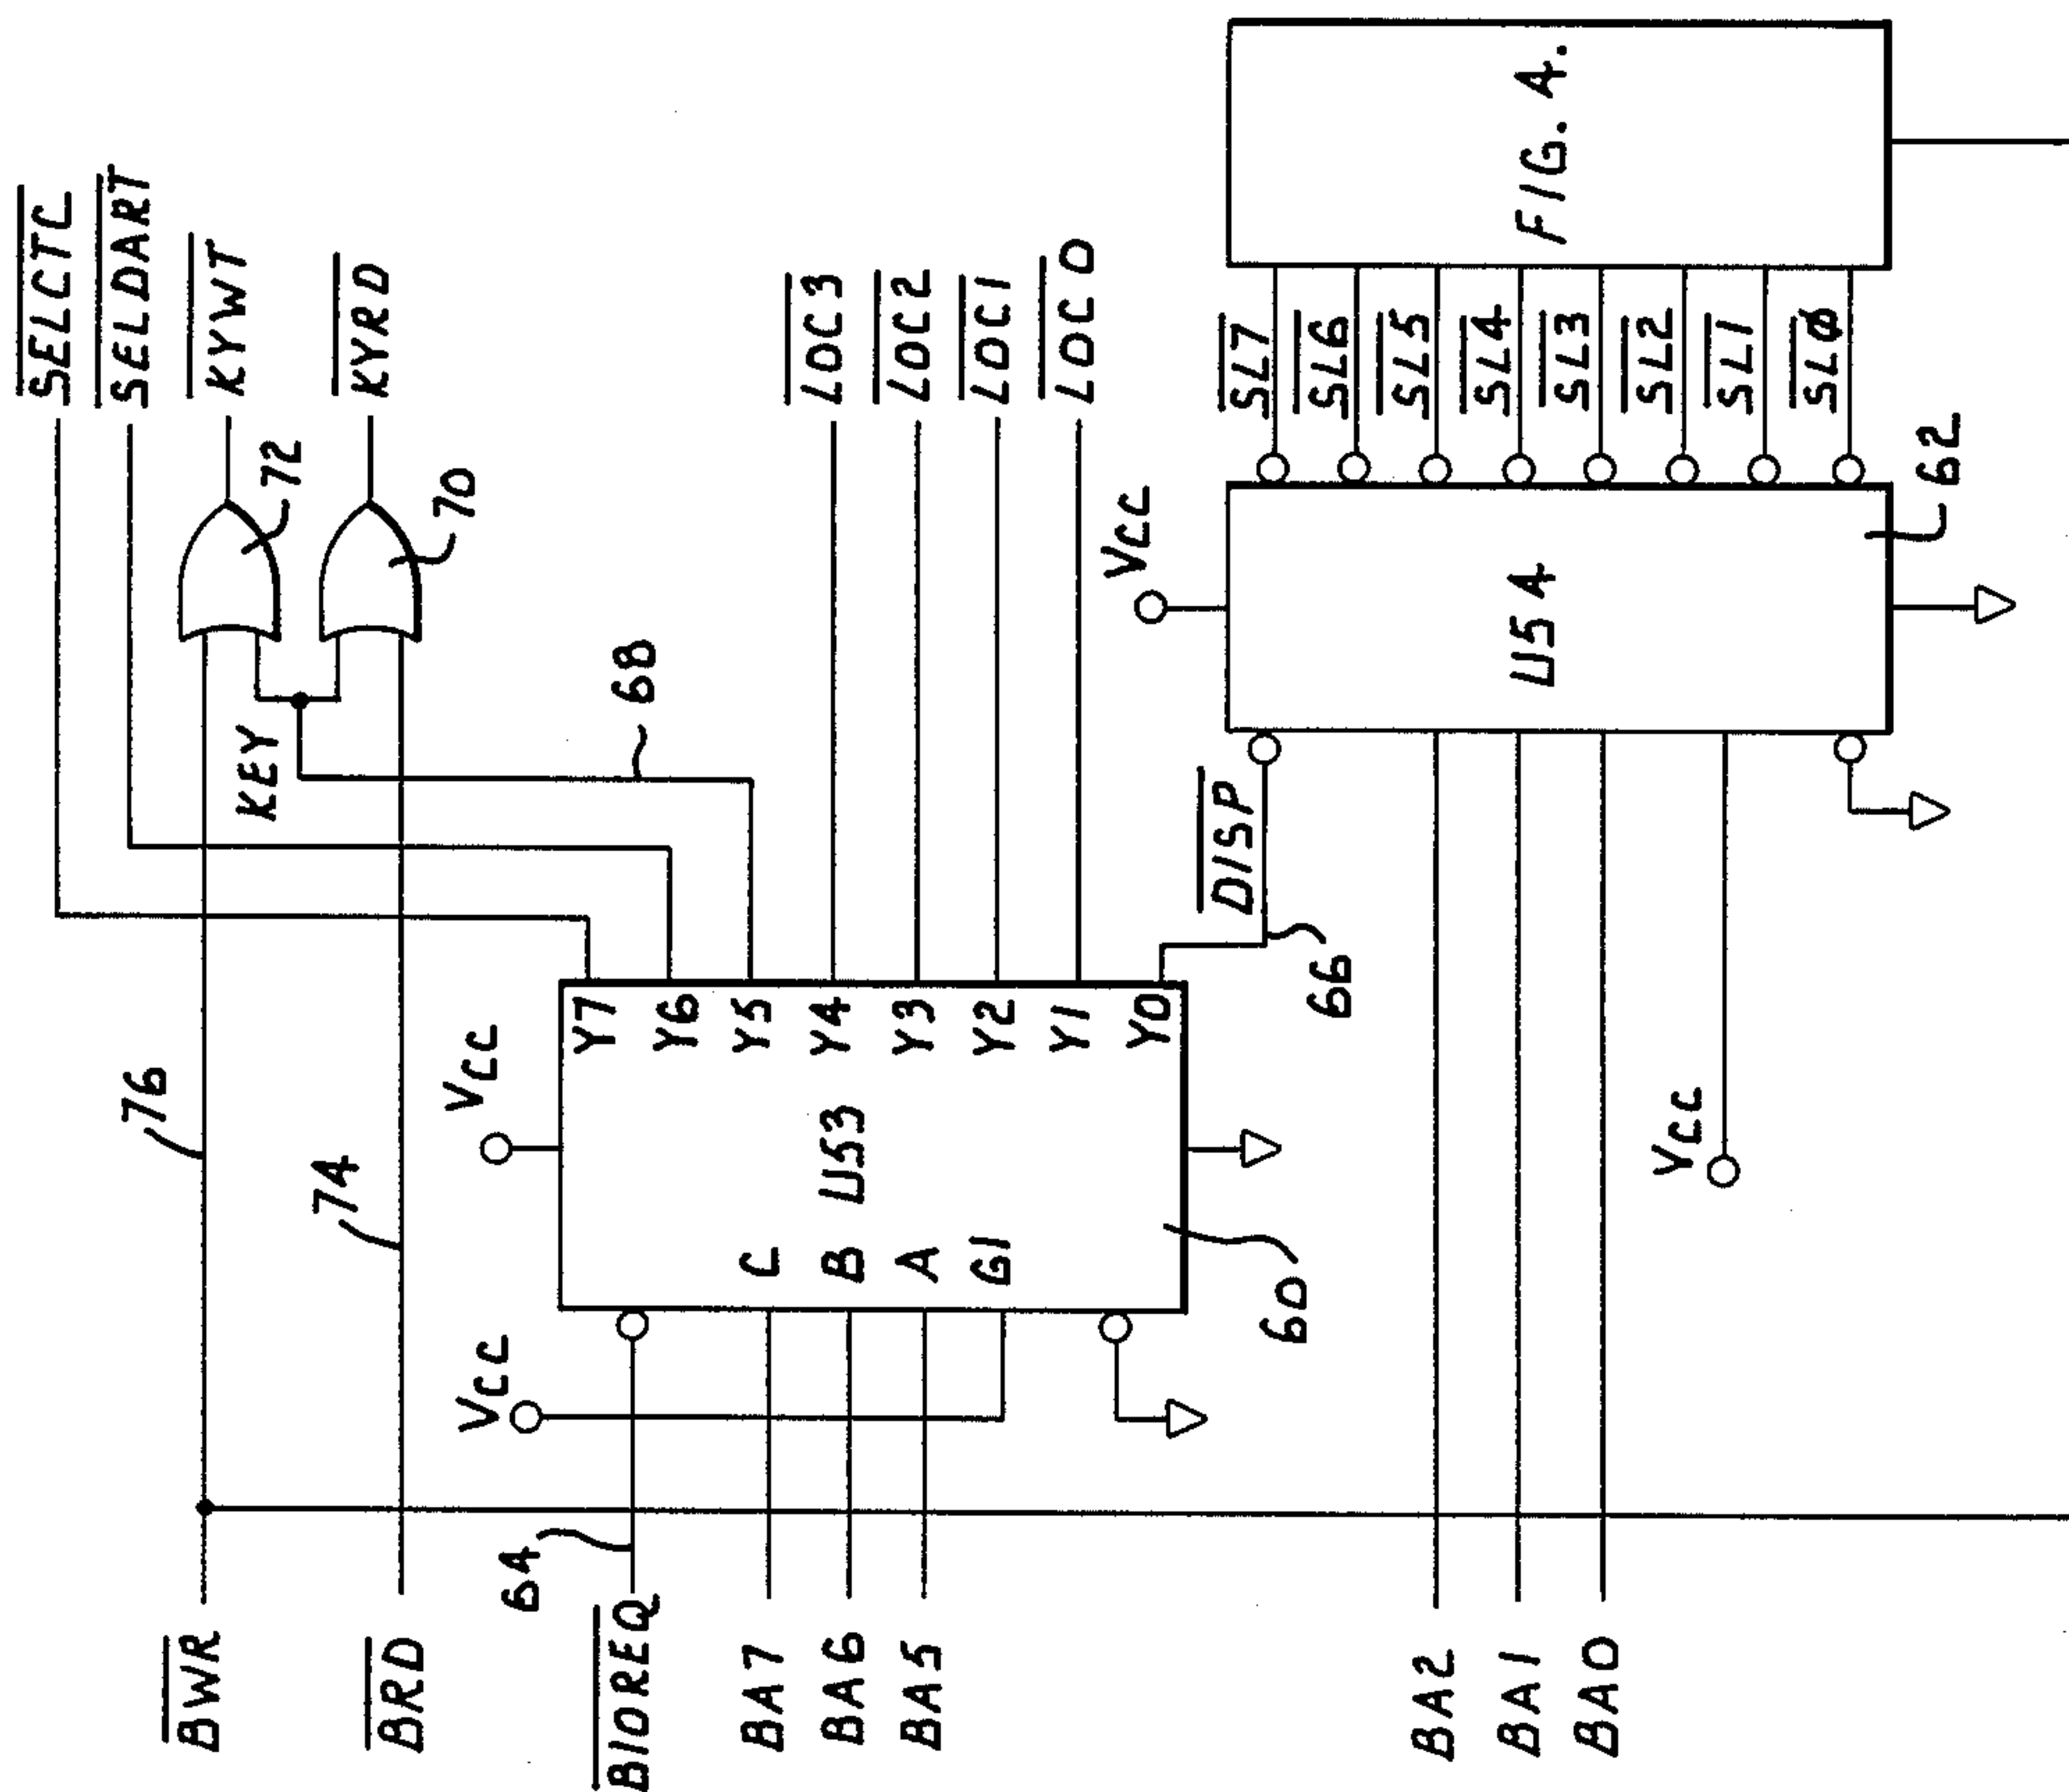 SELCTC
SELDART
KYWT
KYRD
72
70
KEY
68
76
74
BWR
BRD
VCC
VCC
64
BIOREQ
BA7
BA6
BA5
C
B
A
G1
U53
60
Y7
Y6
Y5
Y4
Y3
Y2
Y1
Y0
LOC3
LOC2
LOC1
LOC0
DISP
66
VCC
VCC
BA2
BA1
BA0
U54
62
SL7
SL6
SL5
SL4
SL3
SL2
SL1
SLØ
FIG. 4.